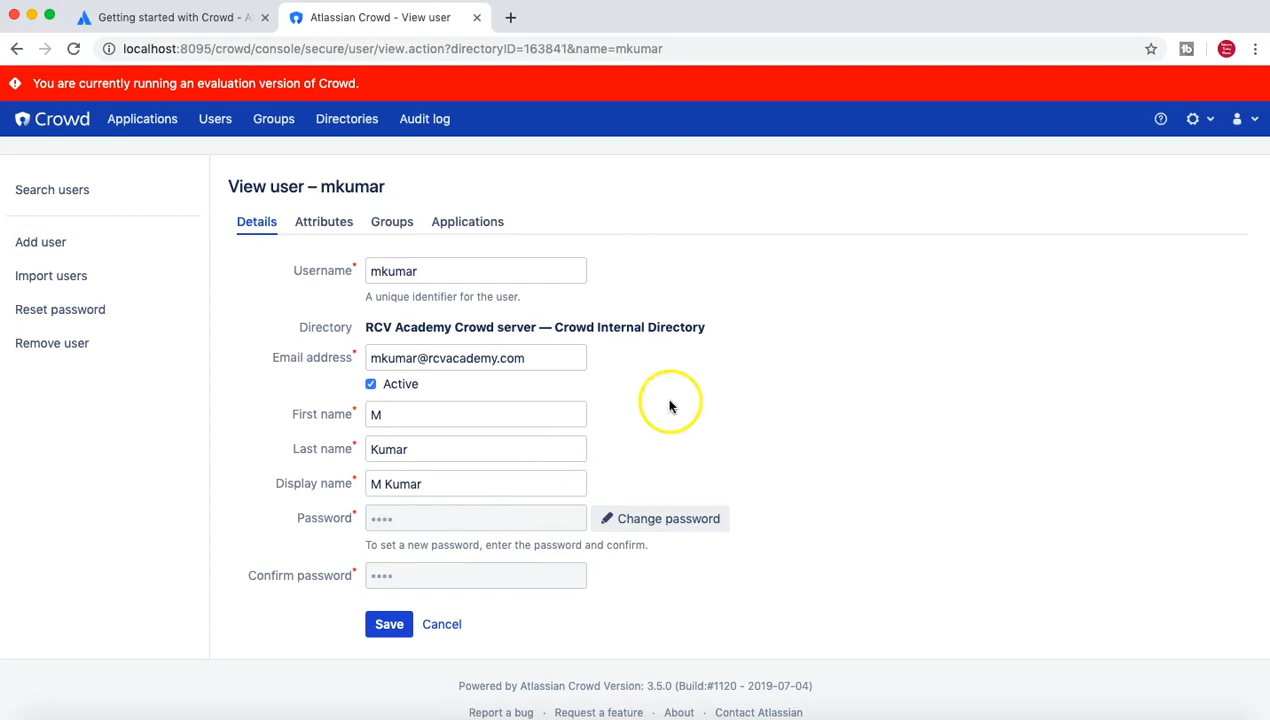 Getting started with Crowd - A
Atlassian Crowd - View user
localhost:8095/crowd/console/secure/user/view.action?directoryID=163841&name=mkumar
You are currently running an evaluation version of Crowd.
Crowd Applications Users Groups Directories Audit log
Search users
Add user
Import users
Reset password
Remove user
View user – mkumar
Details Attributes Groups Applications
Username* mkumar
A unique identifier for the user.
Directory RCV Academy Crowd server — Crowd Internal Directory
Email address* mkumar@rcvacademy.com
Active
First name* M
Last name* Kumar
Display name* M Kumar
Password* •••• Change password
To set a new password, enter the password and confirm.
Confirm password* ••••
Save Cancel
Powered by Atlassian Crowd Version: 3.5.0 (Build:#1120 - 2019-07-04)
Report a bug · Request a feature · About · Contact Atlassian